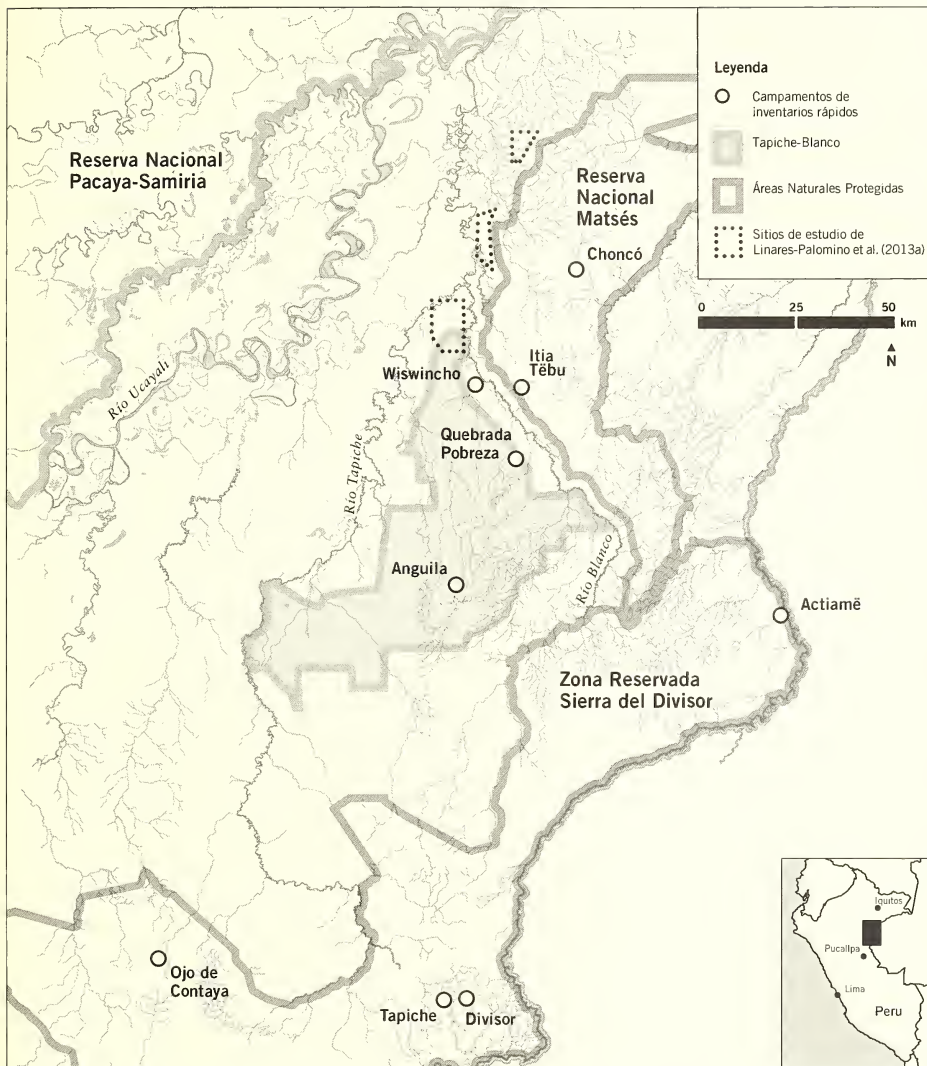 Leyenda
Campamentos de
inventarios rápidos
Tapiche-Blanco
Áreas Naturales Protegidas
Sitios de estudio de
Linares-Palomino et al. (2013a)
0 25 50
km
N
Reserva Nacional
Pacaya-Samiria
Reserva
Nacional
Matsés
Choncó
Río Ucayali
Wiswincho
Itia
Tëbu
Río Tapiche
Quebrada
Pobreza
Río Blanco
Anguila
Actiamë
Zona Reservada
Sierra del Divisor
Ojo de
Contaya
Tapiche
Divisor
Iquitos
Pucallpa
Lima
Peru